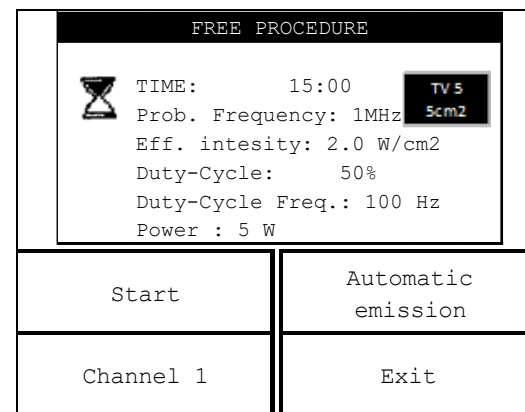 FREE PROCEDURE
TIME: 15:00
TV 5
Prob. Frequency: 1MHz
5cm2
Eff. intesity: 2.0 W/cm2
Duty-Cycle: 50%
Duty-Cycle Freq.: 100 Hz
Power : 5 W
Start
Automatic
emission
Channel 1
Exit